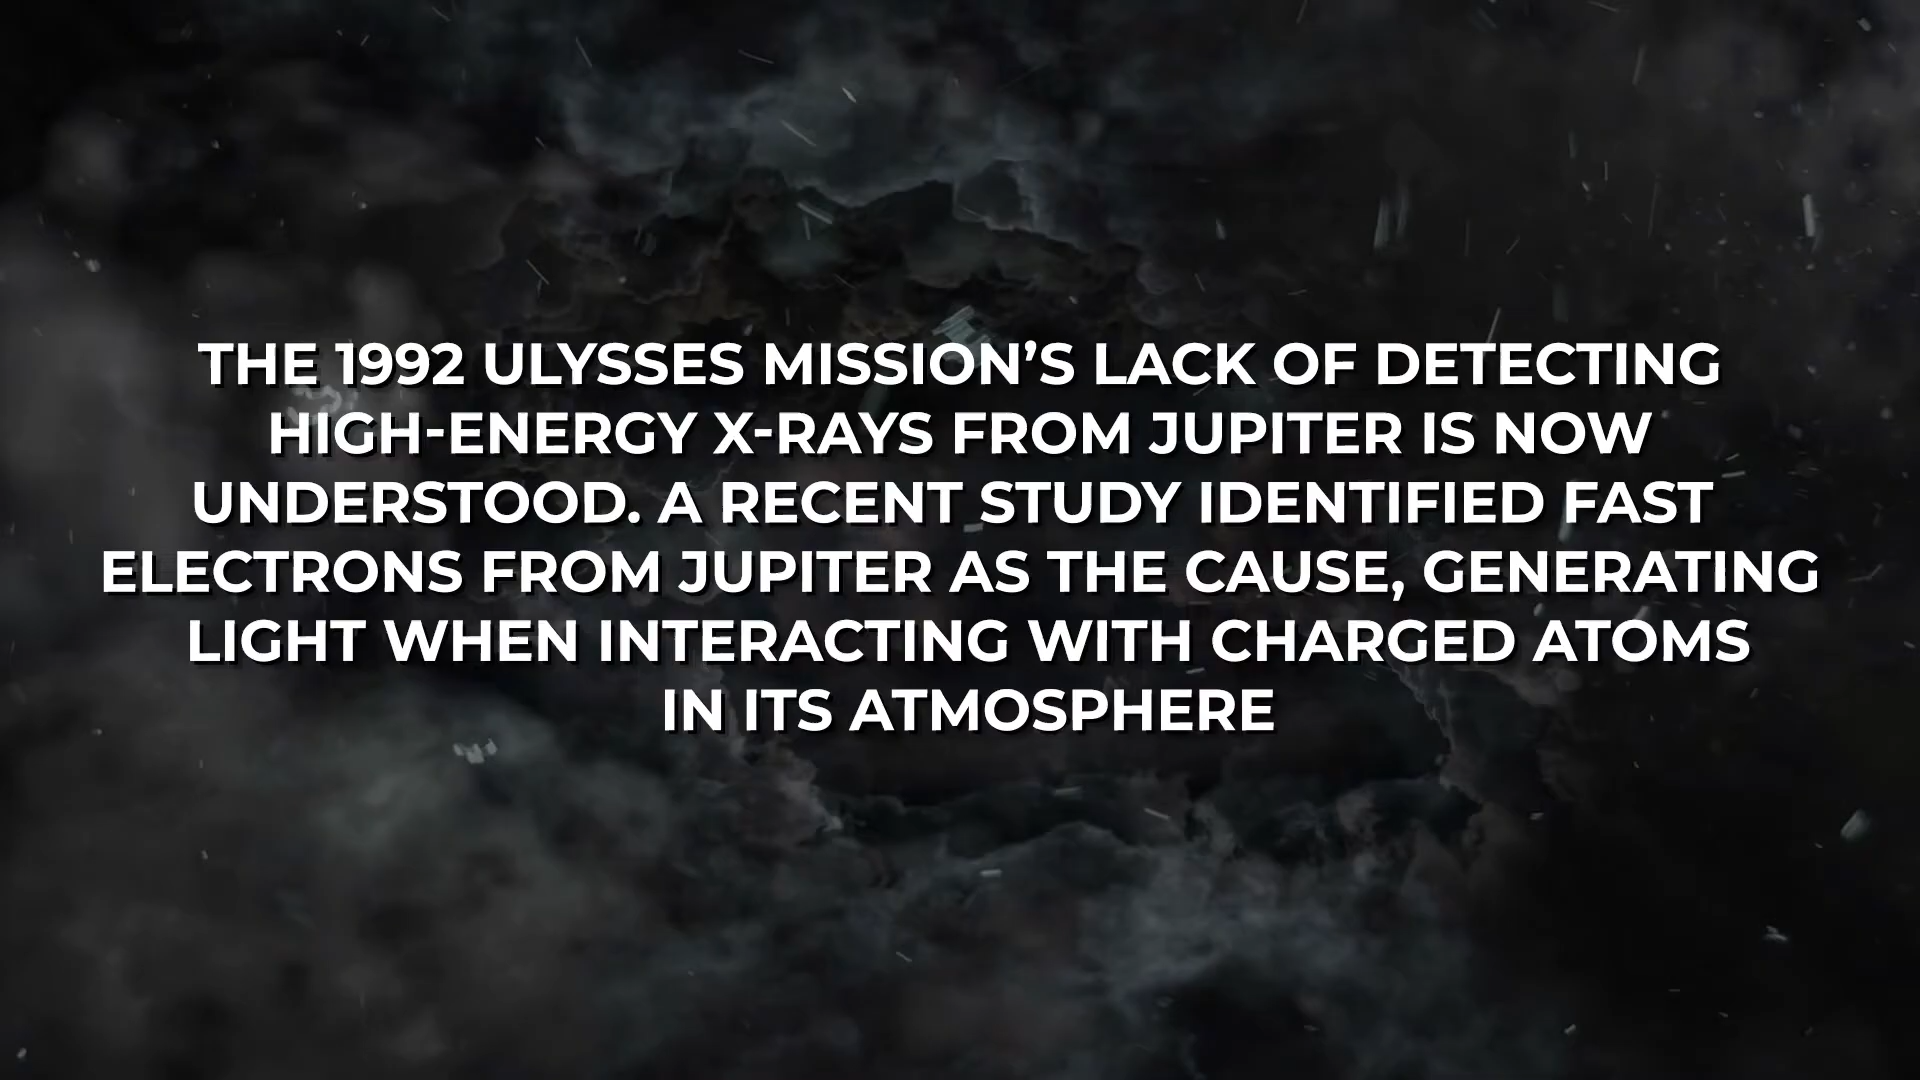 THE 1992 ULYSSES MISSION’S LACK OF DETECTING
HIGH-ENERGY X-RAYS FROM JUPITER IS NOW
UNDERSTOOD. A RECENT STUDY IDENTIFIED FAST
ELECTRONS FROM JUPITER AS THE CAUSE, GENERATING
LIGHT WHEN INTERACTING WITH CHARGED ATOMS
IN ITS ATMOSPHERE